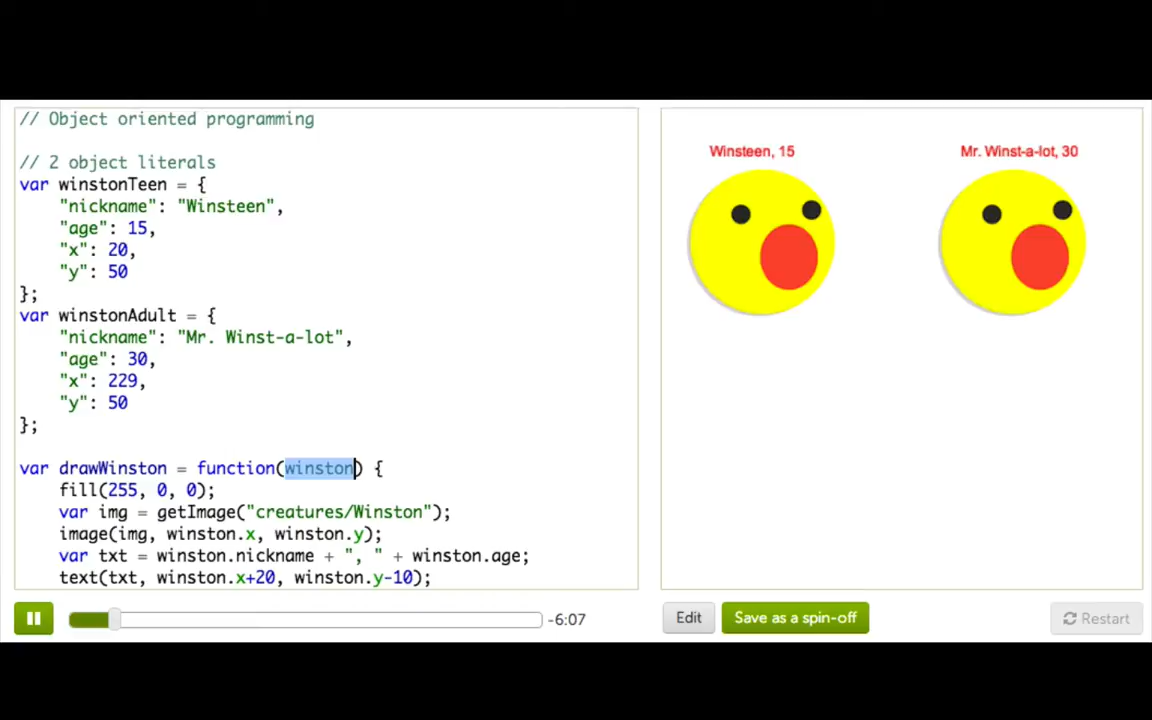 // Object oriented programming
// 2 object literals
var winstonTeen = {
"nickname": "Winsteen",
"age": 15,
"x": 20,
"y": 50
};
var winstonAdult = {
"nickname": "Mr. Winst-a-lot",
"age": 30,
"x": 229,
"y": 50
};
var drawWinston = function(winston) {
fill(255, 0, 0);
var img = getImage("creatures/Winston");
image(img, winston.x, winston.y);
var txt = winston.nickname + ", " + winston.age;
text(txt, winston.x+20, winston.y-10);
Winsteen, 15
Mr. Winst-a-lot, 30
-6:07
Edit
Save as a spin-off
Restart